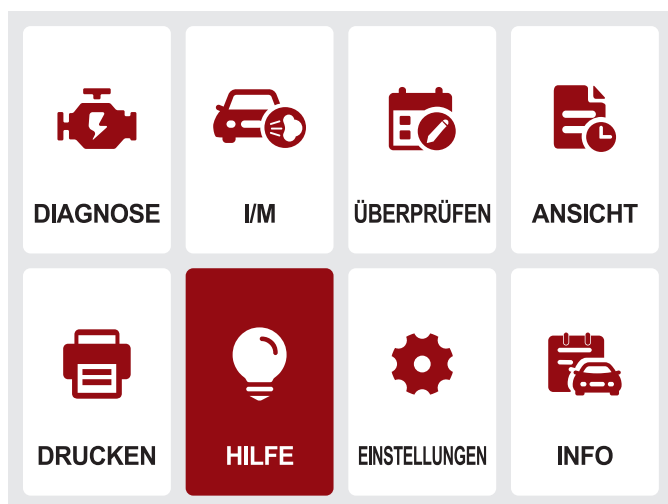 DIAGNOSE
I/M
ÜBERPRÜFEN
ANSICHT
DRUCKEN
HILFE
EINSTELLUNGEN
INFO